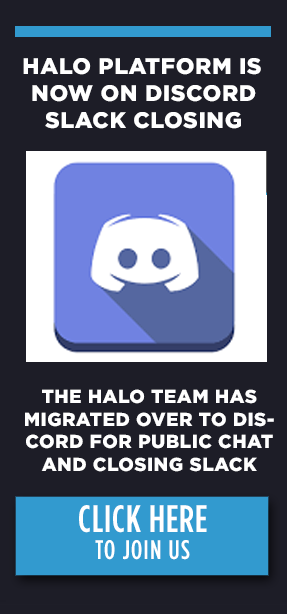 HALO PLATFORM IS
NOW ON DISCORD
SLACK CLOSING
THE HALO TEAM HAS
MIGRATED OVER TO DIS-
CORD FOR PUBLIC CHAT
AND CLOSING SLACK
CLICK HERE
TO JOIN US